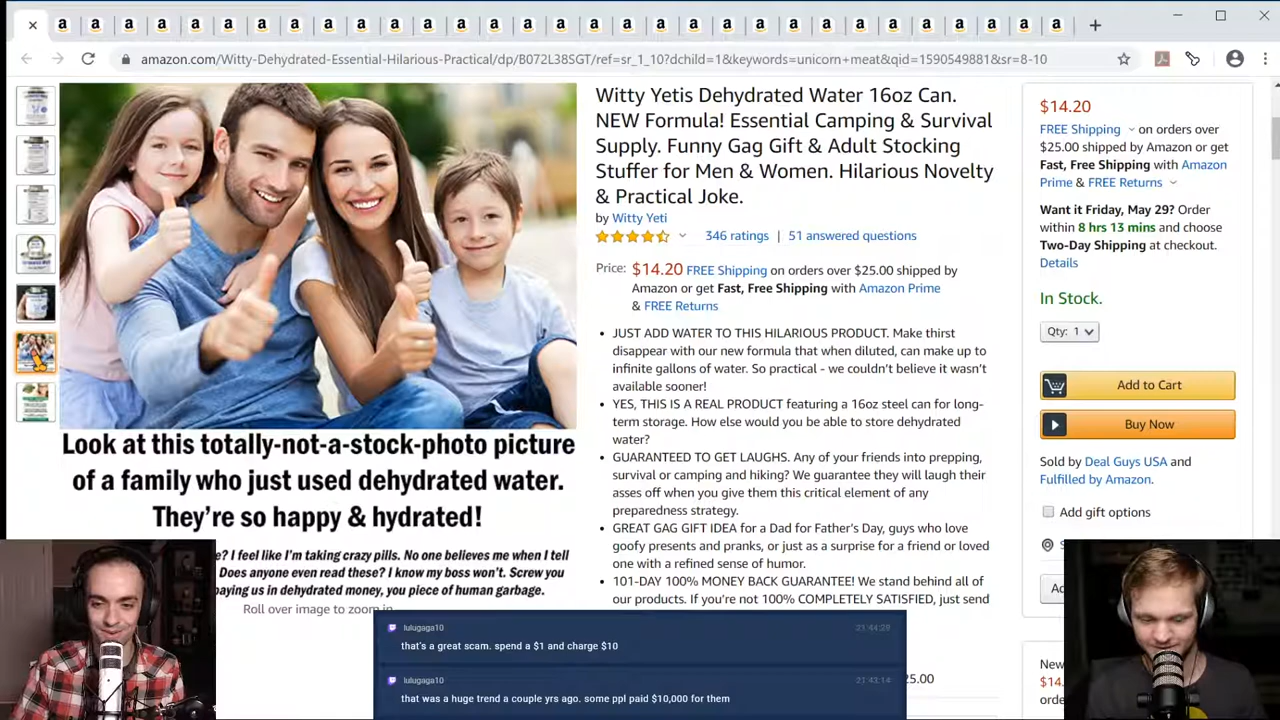 amazon.com/Witty-Dehydrated-Essential-Hilarious-Practical/dp/B072L38SGT/ref=sr_1_10?dchild=1&keywords=unicorn+meat&qid=1590549881&sr=8-10
Witty Yetis Dehydrated Water 16oz Can.
NEW Formula! Essential Camping & Survival
Supply. Funny Gag Gift & Adult Stocking
Stuffer for Men & Women. Hilarious Novelty
& Practical Joke.
by Witty Yeti
346 ratings | 51 answered questions
Price: $14.20 FREE Shipping on orders over $25.00 shipped by
Amazon or get Fast, Free Shipping with Amazon Prime
& FREE Returns
• JUST ADD WATER TO THIS HILARIOUS PRODUCT. Make thirst
disappear with our new formula that when diluted, can make up to
infinite gallons of water. So practical - we couldn't believe it wasn't
available sooner!
• YES, THIS IS A REAL PRODUCT featuring a 16oz steel can for long-
term storage. How else would you be able to store dehydrated
water?
• GUARANTEED TO GET LAUGHS. Any of your friends into prepping,
survival or camping and hiking? We guarantee they will laugh their
asses off when you give them this critical element of any
preparedness strategy.
• GREAT GAG GIFT IDEA for a Dad for Father's Day, guys who love
goofy presents and pranks, or just as a surprise for a friend or loved
one with a refined sense of humor.
• 101-DAY 100% MONEY BACK GUARANTEE! We stand behind all of
our products. If you're not 100% COMPLETELY SATISFIED, just send
25.00
$14.20
FREE Shipping on orders over
$25.00 shipped by Amazon or get
Fast, Free Shipping with Amazon
Prime & FREE Returns
Want it Friday, May 29? Order
within 8 hrs 13 mins and choose
Two-Day Shipping at checkout.
Details
In Stock.
Qty: 1
Add to Cart
Buy Now
Sold by Deal Guys USA and
Fulfilled by Amazon.
Add gift options
New
$14.
orde
Look at this totally-not-a-stock-photo picture
of a family who just used dehydrated water.
They're so happy & hydrated!
e? I feel like I'm taking crazy pills. No one believes me when I tell
Does anyone even read these? I know my boss won't. Screw you
paying us in dehydrated money, you piece of human garbage.
Roll over image to zoom in
lulugaga10 21:44:29
that's a great scam. spend a $1 and charge $10
lulugaga10 21:43:14
that was a huge trend a couple yrs ago. some ppl paid $10,000 for them